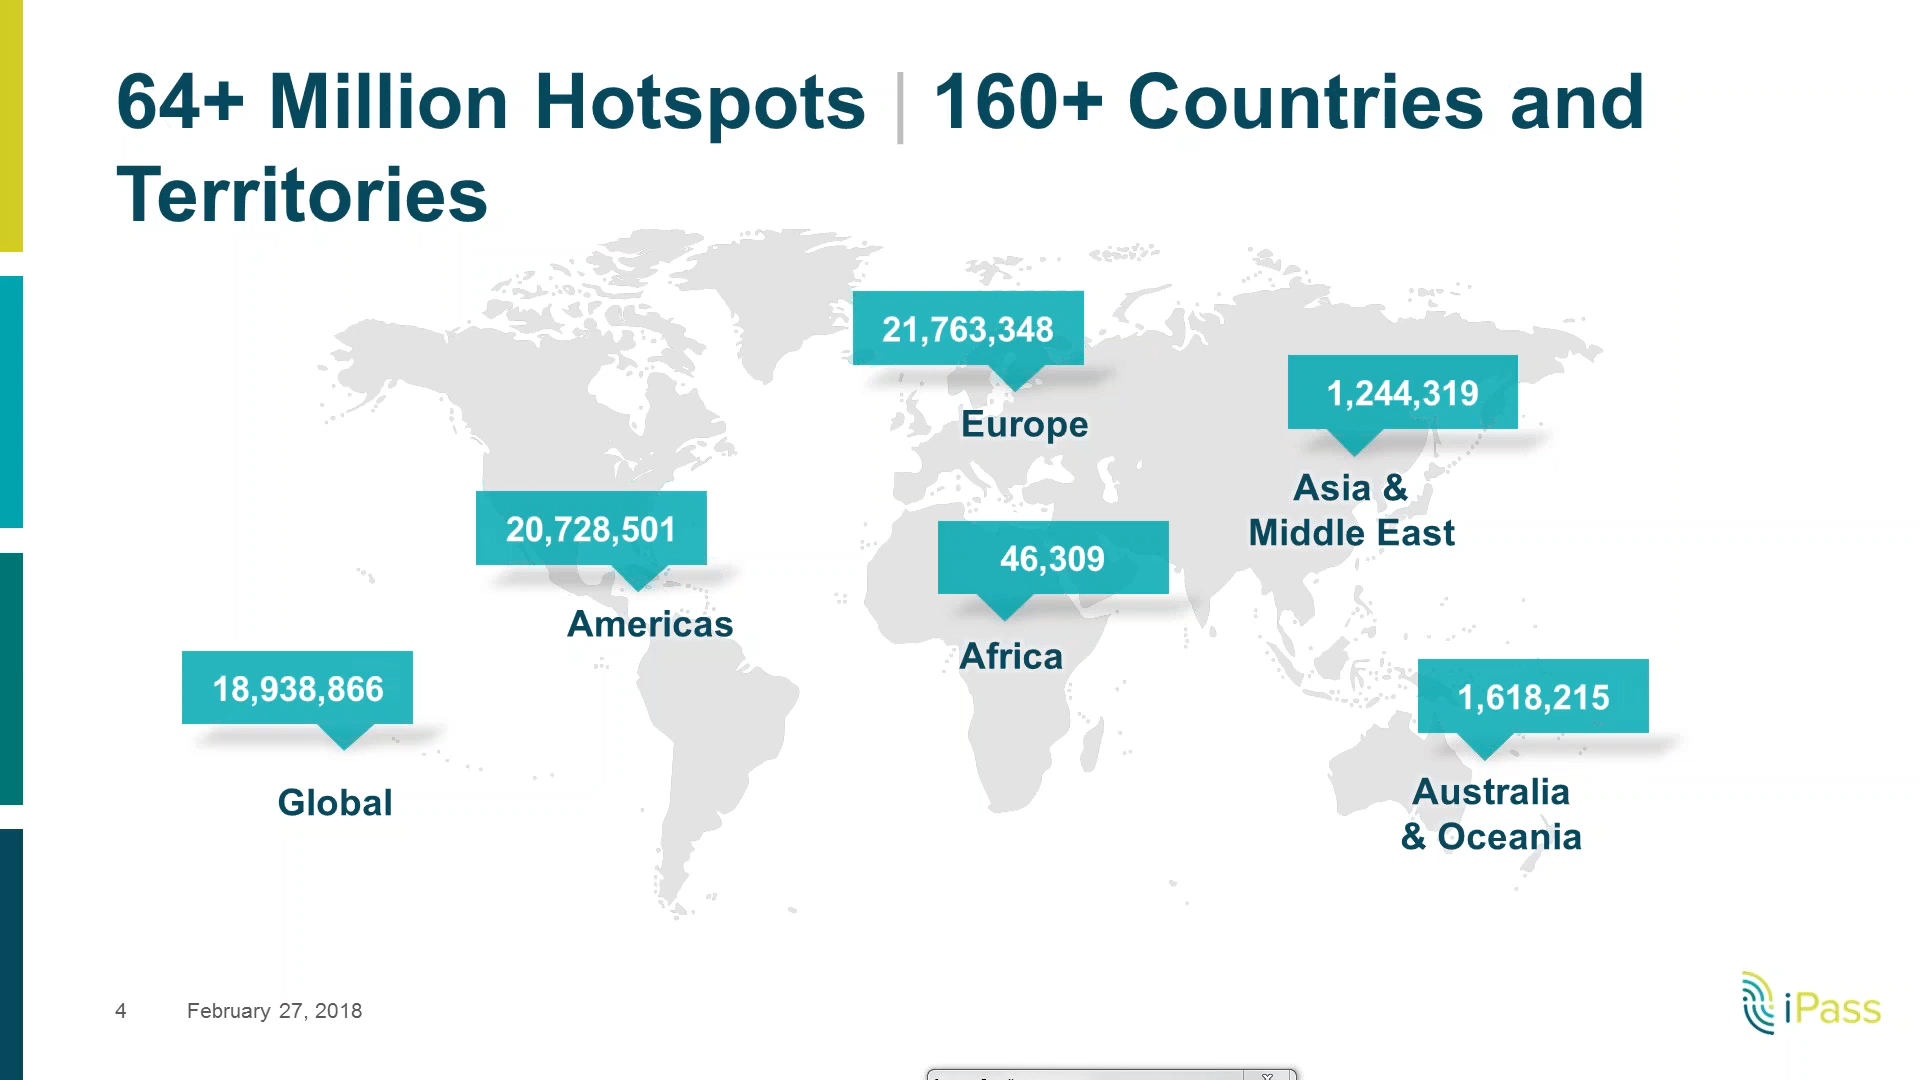 64+ Million Hotspots | 160+ Countries and
Territories
21,763,348
Europe
1,244,319
Asia &
Middle East
20,728,501
Americas
46,309
Africa
18,938,866
Global
1,618,215
Australia
& Oceania
4 February 27, 2018
iPass